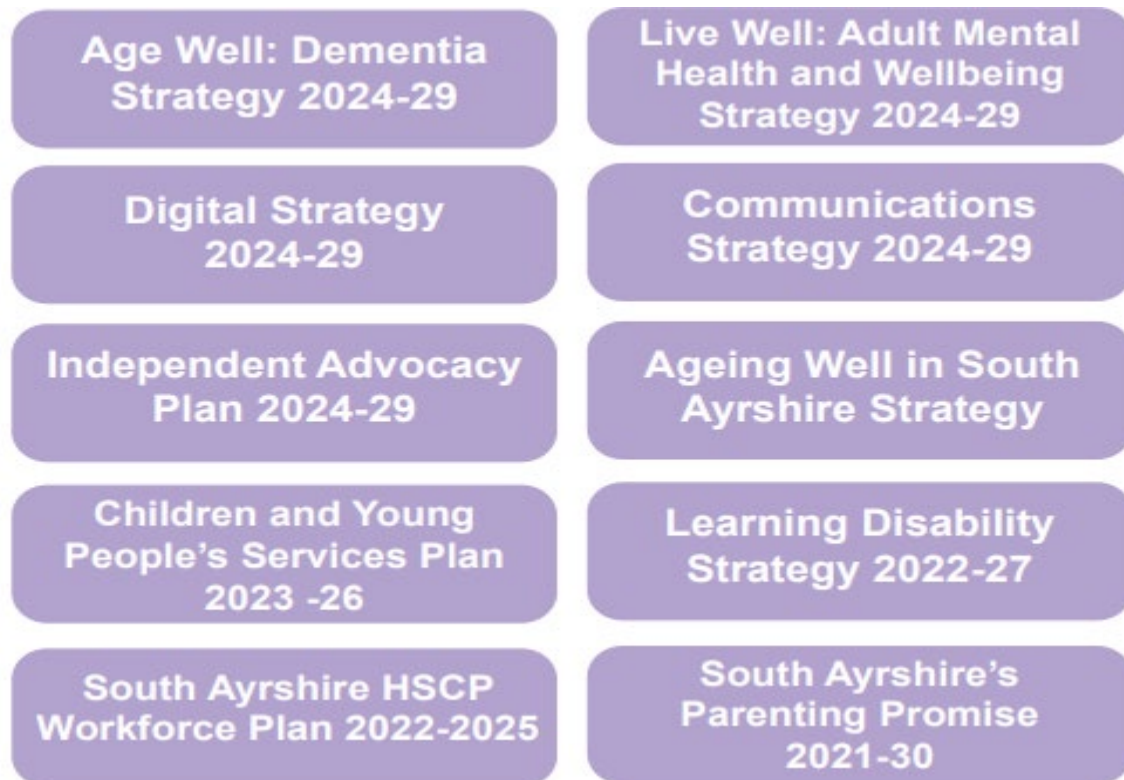 Age Well: Dementia
Strategy 2024-29
Live Well: Adult Mental
Health and Wellbeing
Strategy 2024-29
Digital Strategy
2024-29
Communications
Strategy 2024-29
Independent Advocacy
Plan 2024-29
Ageing Well in South
Ayrshire Strategy
Children and Young
People’s Services Plan
2023 -26
Learning Disability
Strategy 2022-27
South Ayrshire HSCP
Workforce Plan 2022-2025
South Ayrshire’s
Parenting Promise
2021-30